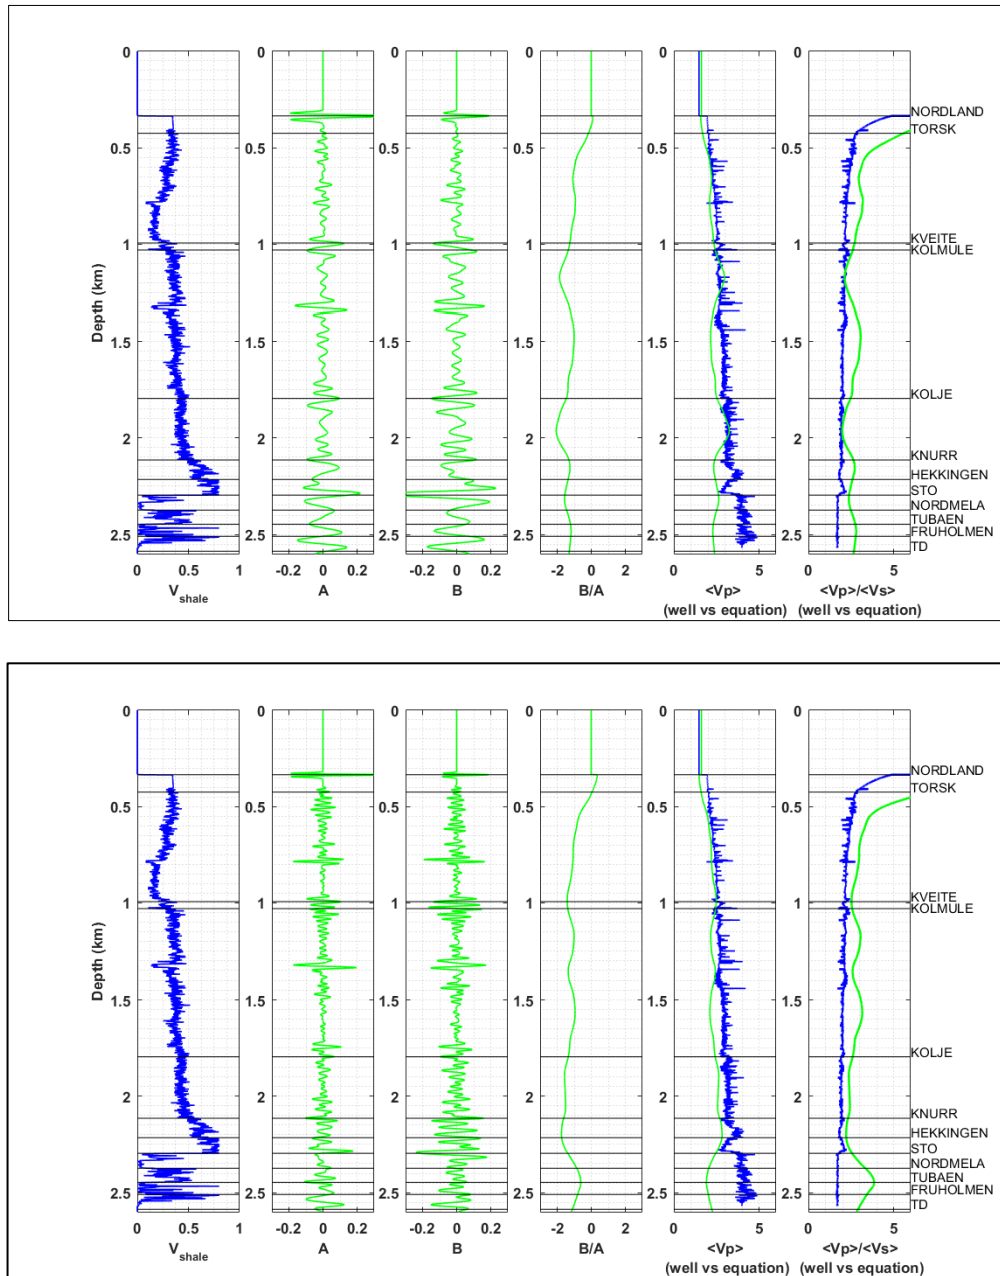 0 0 0 0 0 0
NORDLAND
TORSK
0.5 0.5 0.5 0.5 0.5 0.5
KVEITE
1 1 1 1 1 1
KOLMULE
Depth (km)
1.5 1.5 1.5 1.5 1.5 1.5
KOLJE
2 2 2 2 2 2
KNURR
HEKKINGEN
STO
NORDMELA
TUBAEN
2.5 2.5 2.5 2.5 2.5 2.5
FRUHOLMEN
TD
0 0.5 1 -0.2 0 0.2 -0.2 0 0.2 -2 0 2 0 5 0 2 4 6
Vshale A B B/A <Vp> <Vp>/<Vs>
(well vs equation) (well vs equation)
0 0 0 0 0 0
NORDLAND
TORSK
0.5 0.5 0.5 0.5 0.5 0.5
KVEITE
1 1 1 1 1 1
KOLMULE
Depth (km)
1.5 1.5 1.5 1.5 1.5 1.5
KOLJE
2 2 2 2 2 2
KNURR
HEKKINGEN
STO
NORDMELA
TUBAEN
2.5 2.5 2.5 2.5 2.5 2.5
FRUHOLMEN
TD
0 0.5 1 -0.2 0 0.2 -0.2 0 0.2 -2 0 2 0 5 0 2 4 6
Vshale A B B/A <Vp> <Vp>/<Vs>
(well vs equation) (well vs equation)